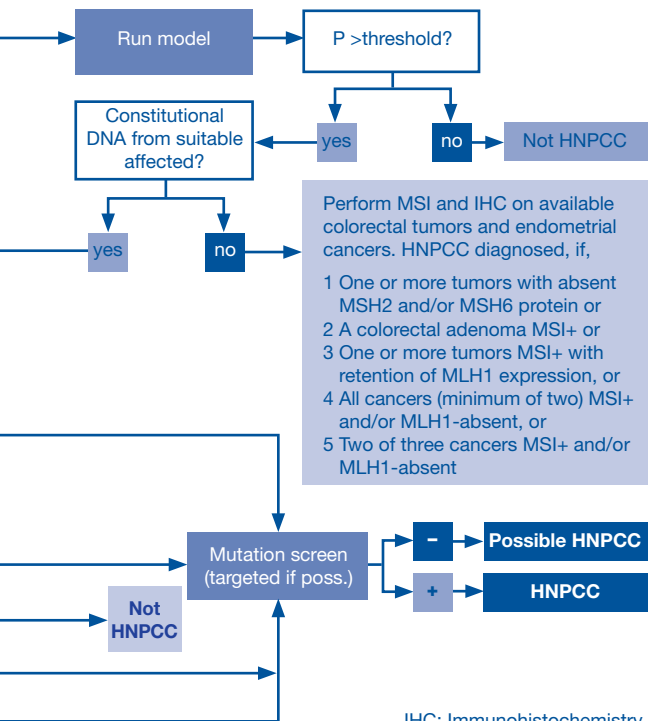 Run model
P >threshold?
Constitutional
DNA from suitable
affected?
yes
no
Not HNPCC
yes
no
Perform MSI and IHC on available
colorectal tumors and endometrial
cancers. HNPCC diagnosed, if,
1 One or more tumors with absent
MSH2 and/or MSH6 protein or
2 A colorectal adenoma MSI+ or
3 One or more tumors MSI+ with
retention of MLH1 expression, or
4 All cancers (minimum of two) MSI+
and/or MLH1-absent, or
5 Two of three cancers MSI+ and/or
MLH1-absent
Mutation screen
(targeted if poss.)
–
Possible HNPCC
+
HNPCC
Not
HNPCC
IHC: Immunohistochemistry